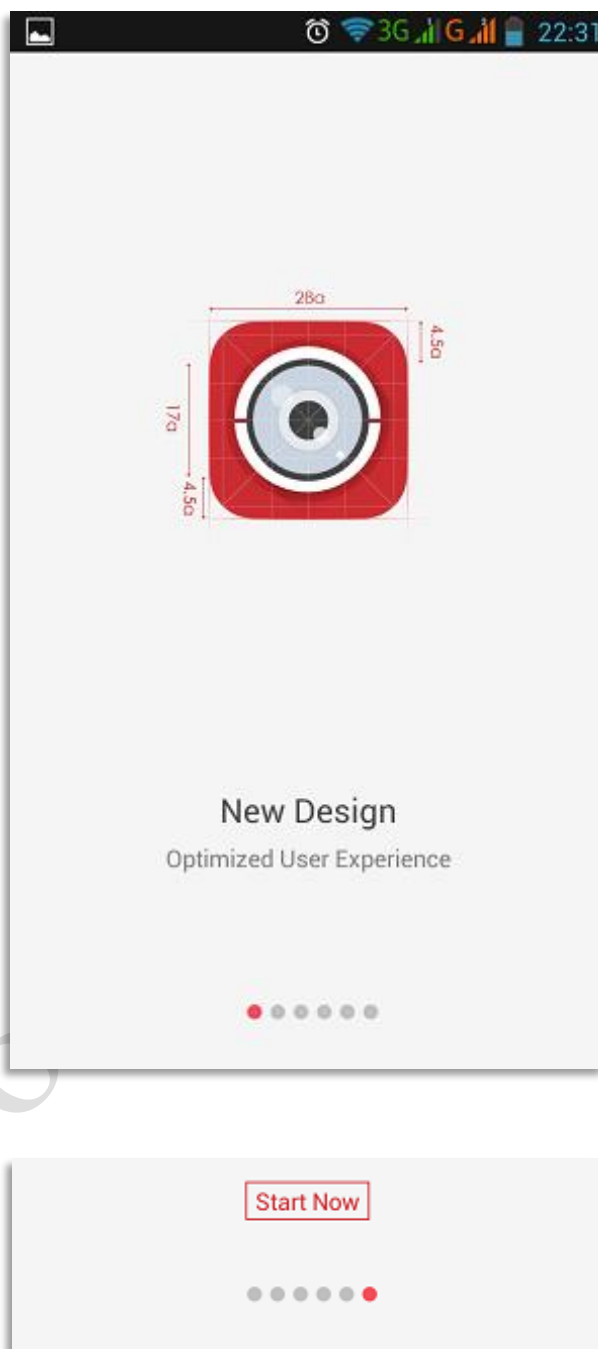 3G G 22:31
28a
4.5a
17a
4.5a
New Design
Optimized User Experience
Start Now